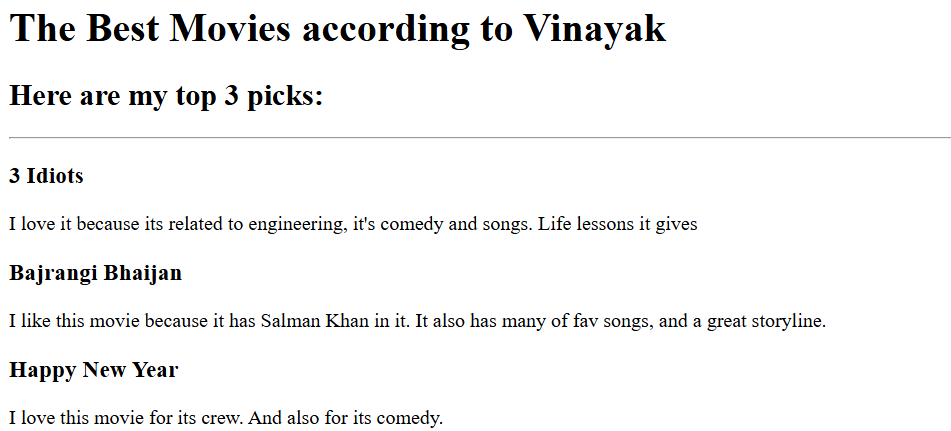 The Best Movies according to Vinayak
Here are my top 3 picks:
3 Idiots
I love it because its related to engineering, it's comedy and songs. Life lessons it gives
Bajrangi Bhaijan
I like this movie because it has Salman Khan in it. It also has many of fav songs, and a great storyline.
Happy New Year
I love this movie for its crew. And also for its comedy.